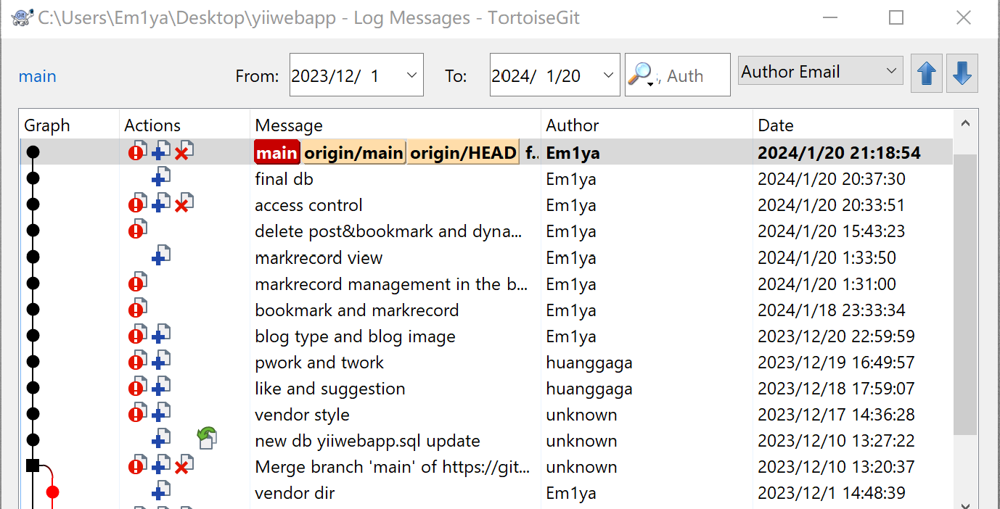 C:\Users\Em1ya\Desktop\yiiwebapp - Log Messages - TortoiseGit
main From: 2023/12/ 1 To: 2024/ 1/20 , Auth Author Email
Graph Actions Message Author Date
main origin/main origin/HEAD f.. Em1ya 2024/1/20 21:18:54
final db Em1ya 2024/1/20 20:37:30
access control Em1ya 2024/1/20 20:33:51
delete post&bookmark and dyna... Em1ya 2024/1/20 15:43:23
markrecord view Em1ya 2024/1/20 1:33:50
markrecord management in the b... Em1ya 2024/1/20 1:31:00
bookmark and markrecord Em1ya 2024/1/18 23:33:34
blog type and blog image Em1ya 2023/12/20 22:59:59
pwork and twork huanggaga 2023/12/19 16:49:57
like and suggestion huanggaga 2023/12/18 17:59:07
vendor style unknown 2023/12/17 14:36:28
new db yiiwebapp.sql update unknown 2023/12/10 13:27:22
Merge branch 'main' of https://git... unknown 2023/12/10 13:20:37
vendor dir Em1ya 2023/12/1 14:48:39